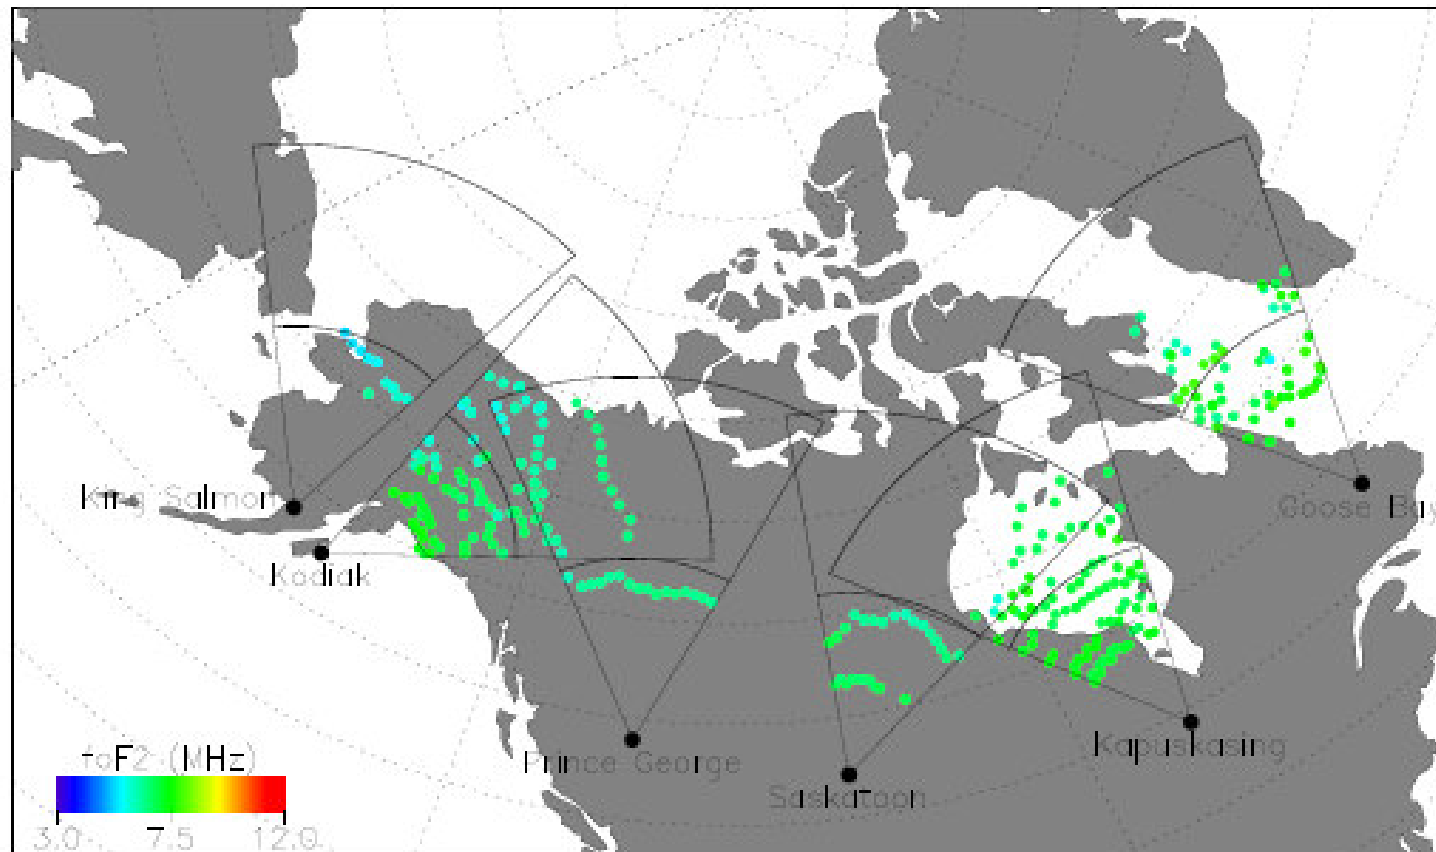 King Salmon
Kodiak
Goose Bay
Prince George
Kapuskasing
Saskatoon
foF2 (MHz)
3.0 7.5 12.0